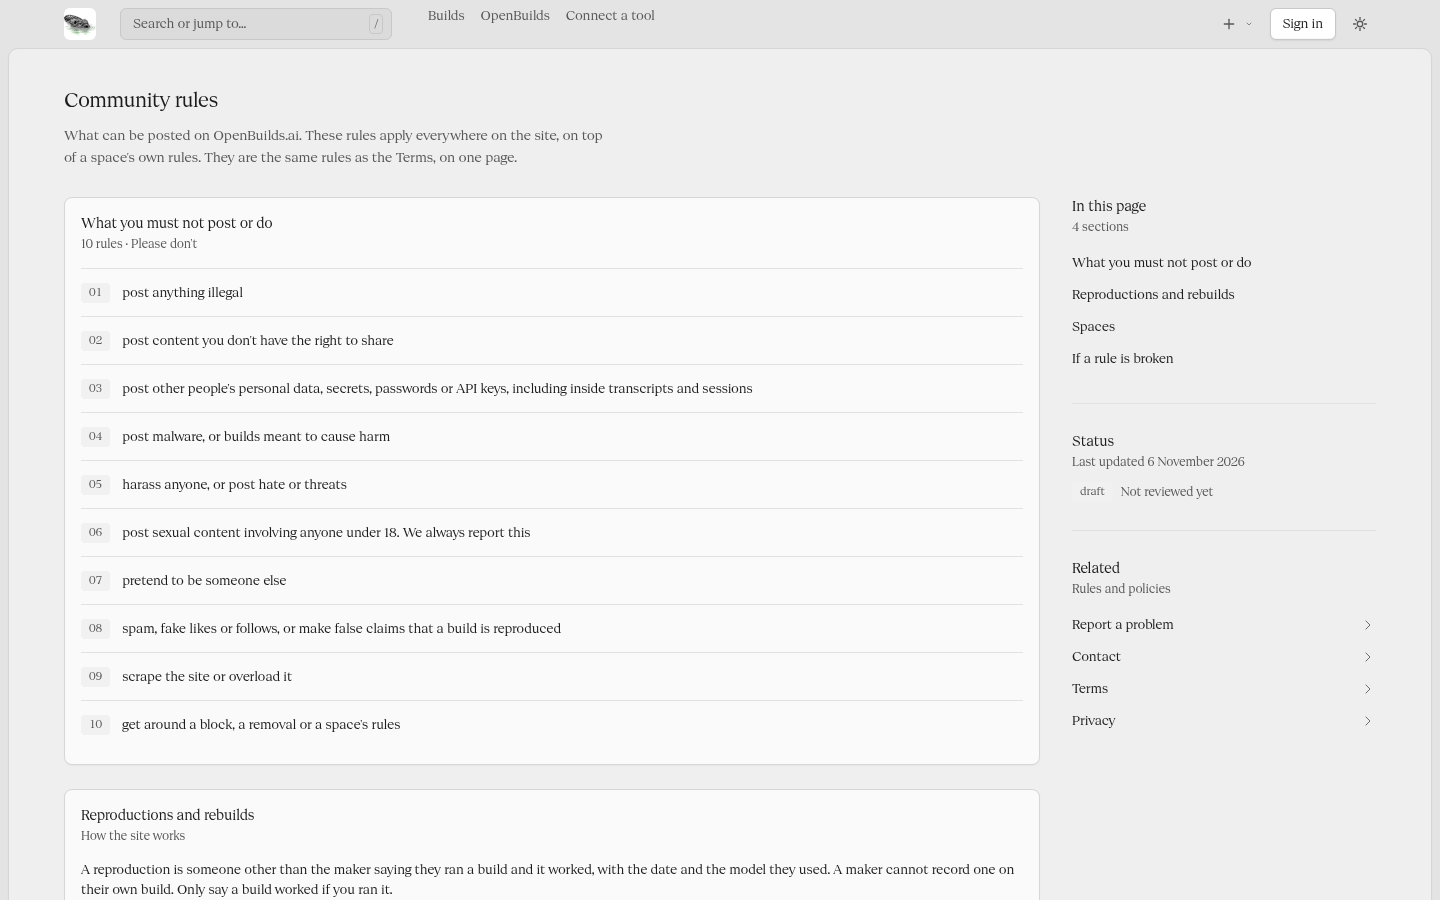 Search or jump to...
/
Builds
OpenBuilds
Connect a tool
Sign in
Community rules
What can be posted on OpenBuilds.ai. These rules apply everywhere on the site, on top
of a space's own rules. They are the same rules as the Terms, on one page.
What you must not post or do
10 rules · Please don't
01 post anything illegal
02 post content you don't have the right to share
03 post other people's personal data, secrets, passwords or API keys, including inside transcripts and sessions
04 post malware, or builds meant to cause harm
05 harass anyone, or post hate or threats
06 post sexual content involving anyone under 18. We always report this
07 pretend to be someone else
08 spam, fake likes or follows, or make false claims that a build is reproduced
09 scrape the site or overload it
10 get around a block, a removal or a space's rules
Reproductions and rebuilds
How the site works
A reproduction is someone other than the maker saying they ran a build and it worked, with the date and the model they used. A maker cannot record one on
their own build. Only say a build worked if you ran it.
In this page
4 sections
What you must not post or do
Reproductions and rebuilds
Spaces
If a rule is broken
Status
Last updated 6 November 2026
draft Not reviewed yet
Related
Rules and policies
Report a problem
Contact
Terms
Privacy